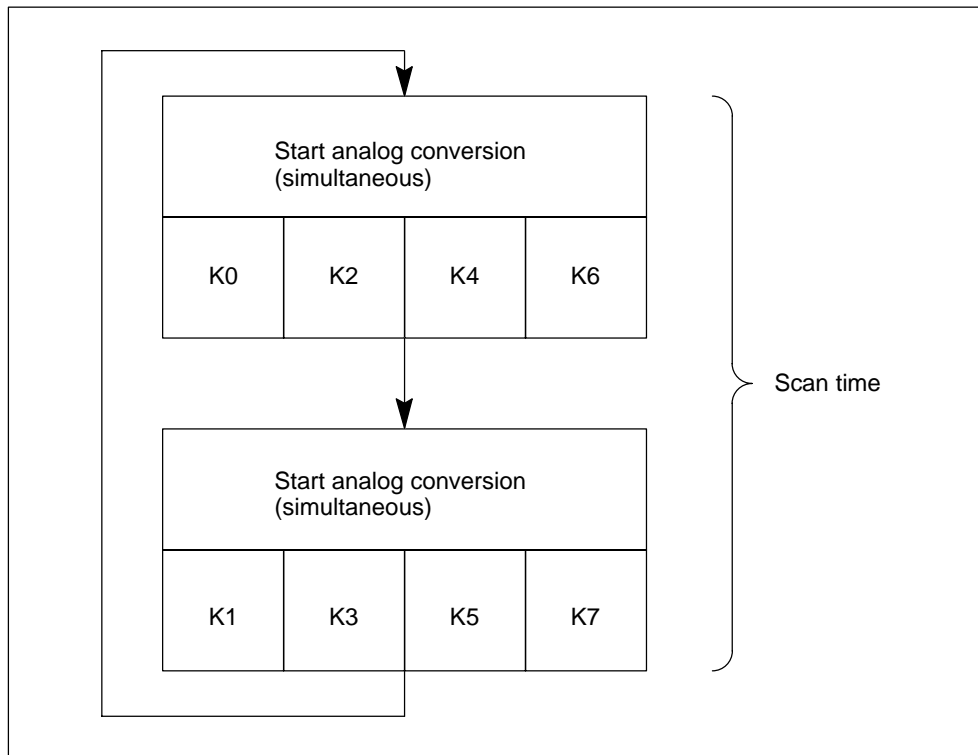 Start analog conversion
(simultaneous)
K0 K2 K4 K6
Scan time
Start analog conversion
(simultaneous)
K1 K3 K5 K7